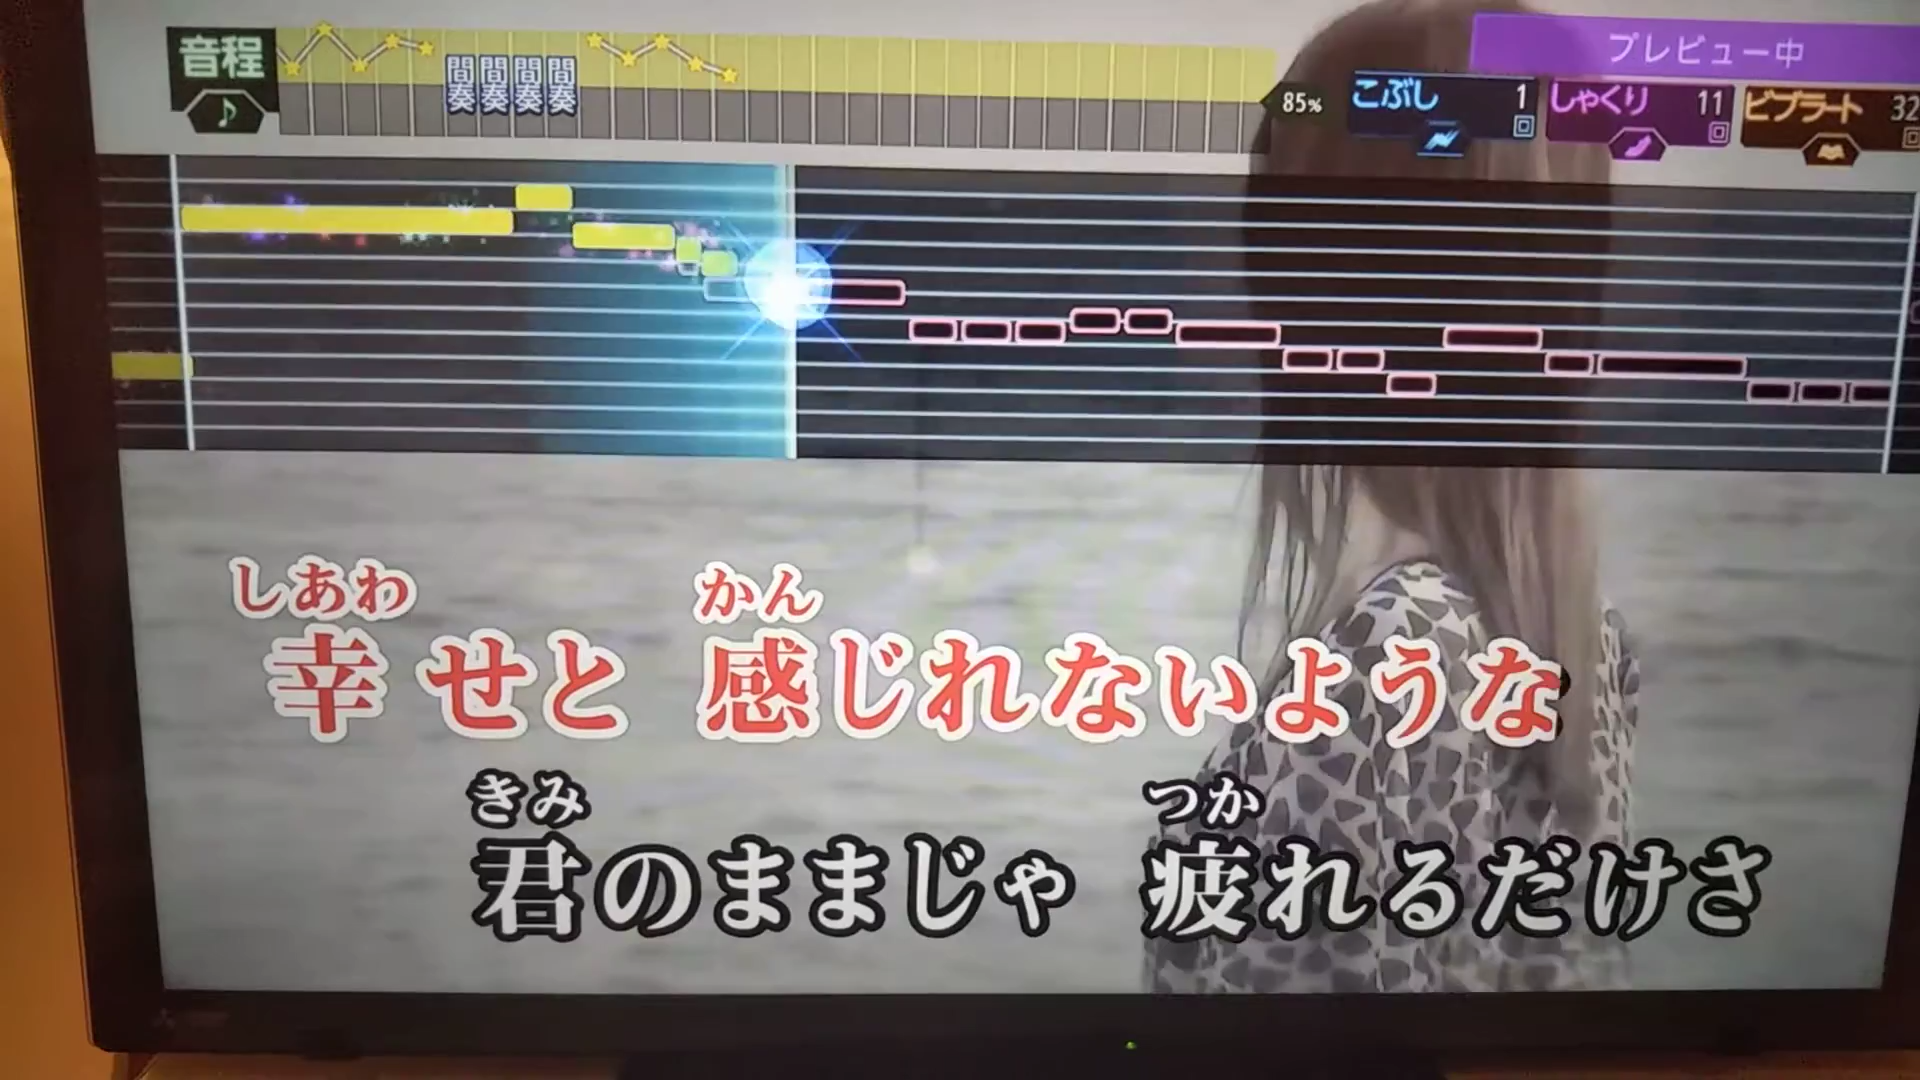 プレビュー中
音程
間奏 間奏 間奏 間奏
85%
こぶし 1
しゃくり 11
ビブラート 32
しあわ かん
幸せと 感じれないような
きみ つか
君のままじゃ 疲れるだけさ